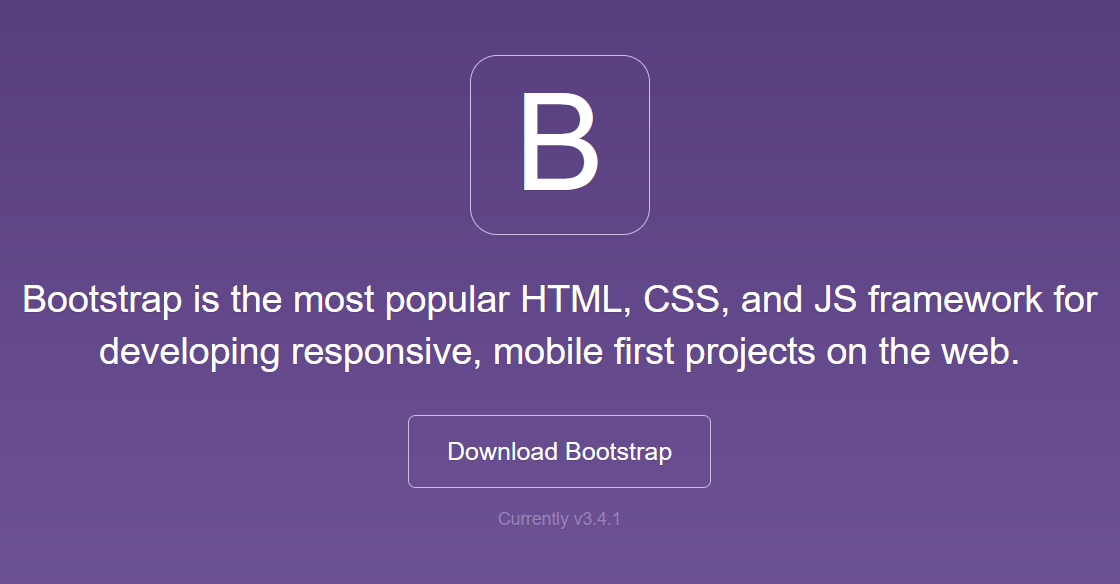 B
Bootstrap is the most popular HTML, CSS, and JS framework for
developing responsive, mobile first projects on the web.
Download Bootstrap
Currently v3.4.1